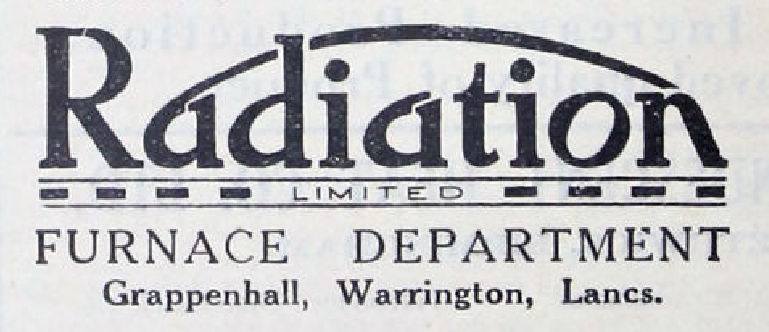 Radiation
LIMITED
FURNACE DEPARTMENT
Grappenhall, Warrington, Lancs.